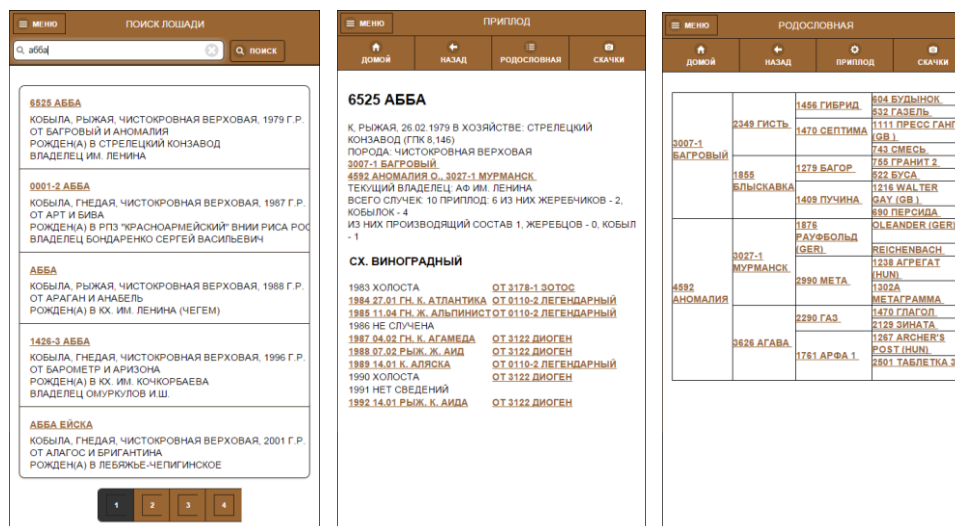 МЕНЮ
ПОИСК ЛОШАДИ
абба
ПОИСК
6525 АББА
КОБЫЛА, РЫЖАЯ, ЧИСТОКРОВНАЯ ВЕРХОВАЯ, 1979 Г.Р.
ОТ БАГРОВЫЙ И АНОМАЛИЯ
РОЖДЕН(А) В СТРЕЛЕЦКИЙ КОНЗАВОД
ВЛАДЕЛЕЦ ИМ. ЛЕНИНА
0001-2 АББА
КОБЫЛА, ГНЕДАЯ, ЧИСТОКРОВНАЯ ВЕРХОВАЯ, 1987 Г.Р.
ОТ АРТ И БИВА
РОЖДЕН(А) В РПЗ "КРАСНОАРМЕЙСКИЙ" ВНИИ РИСА РОС
ВЛАДЕЛЕЦ БОНДАРЕНКО СЕРГЕЙ ВАСИЛЬЕВИЧ
АББА
КОБЫЛА, РЫЖАЯ, ЧИСТОКРОВНАЯ ВЕРХОВАЯ, 1988 Г.Р.
ОТ АРАГАН И АНАБЕЛЬ
РОЖДЕН(А) В КХ. ИМ. ЛЕНИНА (ЧЕГЕМ)
1426-3 АББА
КОБЫЛА, ГНЕДАЯ, ЧИСТОКРОВНАЯ ВЕРХОВАЯ, 1996 Г.Р.
ОТ БАРОМЕТР И АРИЗОНА
РОЖДЕН(А) В КХ. ИМ. КОЧКОРБАЕВА
ВЛАДЕЛЕЦ ОМУРКУЛОВ И.Ш.
АББА ЕЙСКА
КОБЫЛА, ГНЕДАЯ, ЧИСТОКРОВНАЯ ВЕРХОВАЯ, 2001 Г.Р.
ОТ АЛАГОС И БРИГАНТИНА
РОЖДЕН(А) В ЛЕБЯЖЬЕ-ЧЕПИГИНСКОЕ
1 2 3 4
МЕНЮ
ПРИПЛОД
ДОМОЙ НАЗАД РОДОСЛОВНАЯ СКАЧКИ
6525 АББА
К, РЫЖАЯ, 26.02.1979 В ХОЗЯЙСТВЕ: СТРЕЛЕЦКИЙ
КОНЗАВОД (ГПК 8,146)
ПОРОДА: ЧИСТОКРОВНАЯ ВЕРХОВАЯ
3007-1 БАГРОВЫЙ
4592 АНОМАЛИЯ О., 3027-1 МУРМАНСК
ТЕКУЩИЙ ВЛАДЕЛЕЦ: АФ ИМ. ЛЕНИНА
ВСЕГО СЛУЧЕК: 10 ПРИПЛОД: 6 ИЗ НИХ ЖЕРЕБЧИКОВ - 2,
КОБЫЛОК - 4
ИЗ НИХ ПРОИЗВОДЯЩИЙ СОСТАВ 1, ЖЕРЕБЦОВ - 0, КОБЫЛ
- 1
СХ. ВИНОГРАДНЫЙ
1983 ХОЛОСТА ОТ 3178-1 ЗОТОС
1984 27.01 ГН. К. АТЛАНТИКА ОТ 0110-2 ЛЕГЕНДАРНЫЙ
1985 11.04 ГН. Ж. АЛЬПИНИСТ ОТ 0110-2 ЛЕГЕНДАРНЫЙ
1986 НЕ СЛУЧЕНА
1987 04.02 ГН. К. АГАМЕДА ОТ 3122 ДИОГЕН
1988 07.02 РЫЖ. Ж. АИД ОТ 3122 ДИОГЕН
1989 14.01 К. АЛЯСКА ОТ 0110-2 ЛЕГЕНДАРНЫЙ
1990 ХОЛОСТА ОТ 3122 ДИОГЕН
1991 НЕТ СВЕДЕНИЙ
1992 14.01 РЫЖ. К. АИДА ОТ 3122 ДИОГЕН
МЕНЮ
РОДОСЛОВНАЯ
ДОМОЙ НАЗАД ПРИПЛОД СКАЧКИ
3007-1
БАГРОВЫЙ
2349 ГИСТЬ
1456 ГИБРИД
604 БУДЫНОК
532 ГАЗЕЛЬ
1470 СЕПТИМА
1111 ПРЕСС ГАНГ
(GB )
743 СМЕСЬ
1855
БЛЫСКАВКА
1279 БАГОР
755 ГРАНИТ 2
522 БУСА
1409 ПУЧИНА
1216 WALTER
GAY (GB )
690 ПЕРСИДА
4592
АНОМАЛИЯ
3027-1
МУРМАНСК
1876
РАУФБОЛЬД
(GER)
OLEANDER (GER)
REICHENBACH
2990 МЕТА
1238 АГРЕГАТ
(HUN)
1302А
МЕТАГРАММА
3626 АГАВА
2290 ГАЗ
1470 ГЛАГОЛ
2129 ЗИНАТА
1761 АРФА 1
1267 ARCHER'S
POST (HUN)
2501 ТАБЛЕТКА 3